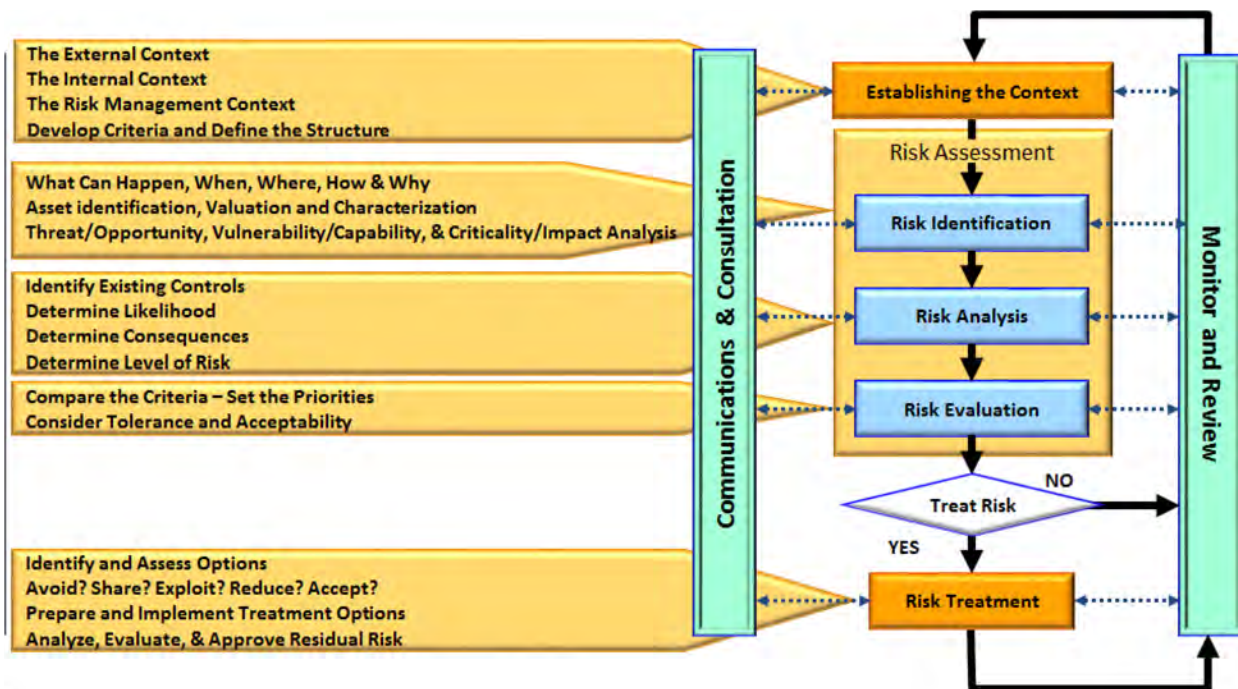 The External Context
The Internal Context
The Risk Management Context
Develop Criteria and Define the Structure
What Can Happen, When, Where, How & Why
Asset identification, Valuation and Characterization
Threat/Opportunity, Vulnerability/Capability, & Criticality/Impact Analysis
Identify Existing Controls
Determine Likelihood
Determine Consequences
Determine Level of Risk
Compare the Criteria – Set the Priorities
Consider Tolerance and Acceptability
Identify and Assess Options
Avoid? Share? Exploit? Reduce? Accept?
Prepare and Implement Treatment Options
Analyze, Evaluate, & Approve Residual Risk
Communications & Consultation
Establishing the Context
Risk Assessment
Risk Identification
Risk Analysis
Risk Evaluation
Treat Risk
NO
YES
Risk Treatment
Monitor and Review